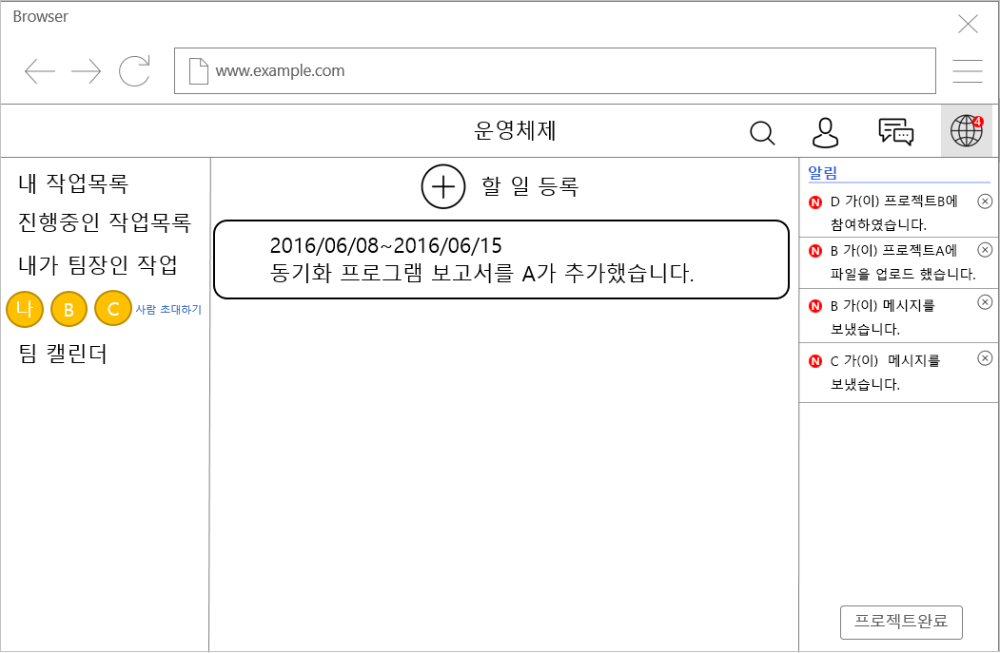 Browser
www.example.com
운영체제
4
내 작업목록
진행중인 작업목록
내가 팀장인 작업
나 B C 사람 초대하기
팀 캘린더
할 일 등록
2016/06/08~2016/06/15
동기화 프로그램 보고서를 A가 추가했습니다.
알림
N D 가(이) 프로젝트B에
참여하였습니다.
N B 가(이) 프로젝트A에
파일을 업로드 했습니다.
N B 가(이) 메시지를
보냈습니다.
N C 가(이) 메시지를
보냈습니다.
프로젝트완료